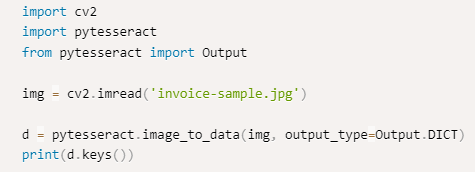 import cv2
import pytesseract
from pytesseract import Output
img = cv2.imread('invoice-sample.jpg')
d = pytesseract.image_to_data(img, output_type=Output.DICT)
print(d.keys())